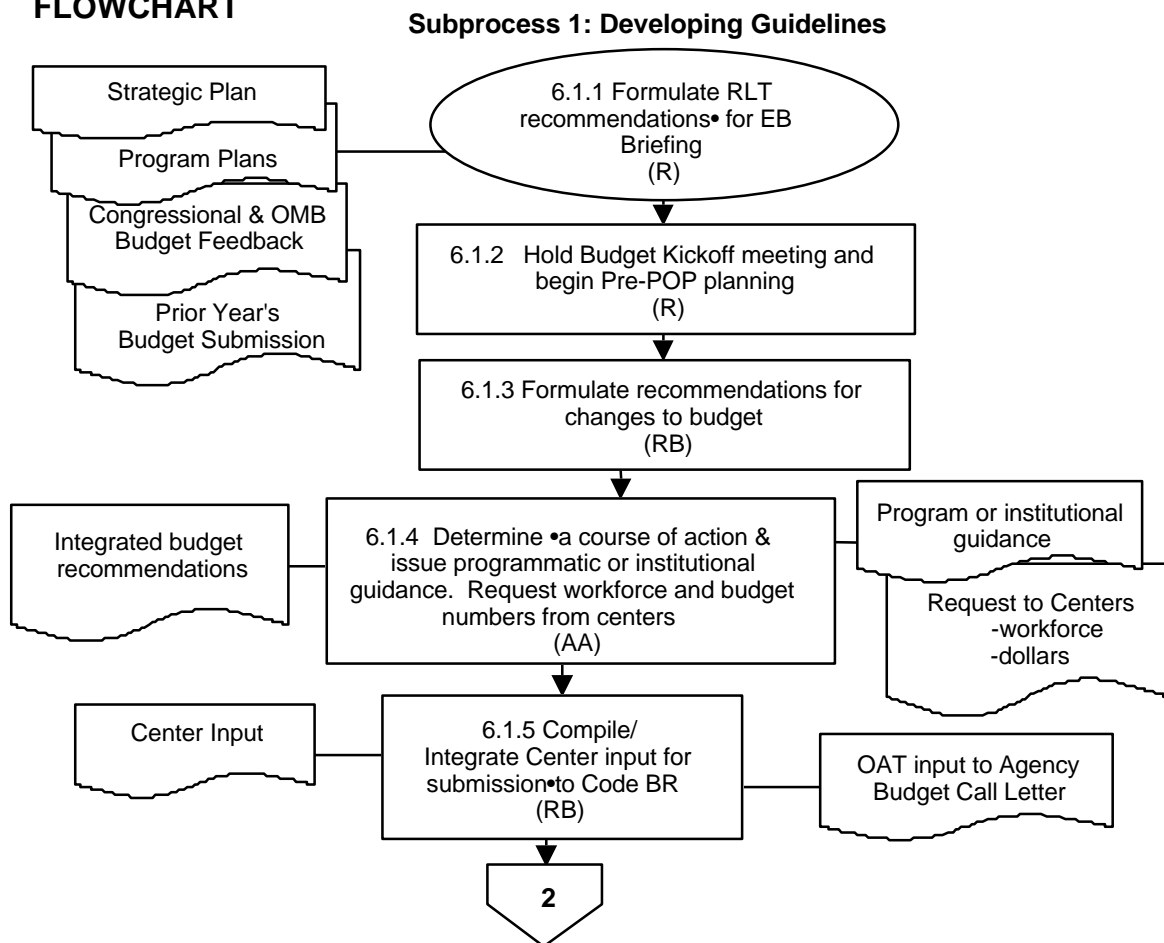 FLOWCHART
Subprocess 1: Developing Guidelines
Strategic Plan
Program Plans
Congressional & OMB
Budget Feedback
Prior Year's
Budget Submission
6.1.1 Formulate RLT
recommendations• for EB
Briefing
(R)
6.1.2 Hold Budget Kickoff meeting and
begin Pre-POP planning
(R)
6.1.3 Formulate recommendations for
changes to budget
(RB)
Integrated budget
recommendations
6.1.4 Determine •a course of action &
issue programmatic or institutional
guidance. Request workforce and budget
numbers from centers
(AA)
Program or institutional
guidance
Request to Centers
-workforce
-dollars
Center Input
6.1.5 Compile/
Integrate Center input for
submission•to Code BR
(RB)
OAT input to Agency
Budget Call Letter
2